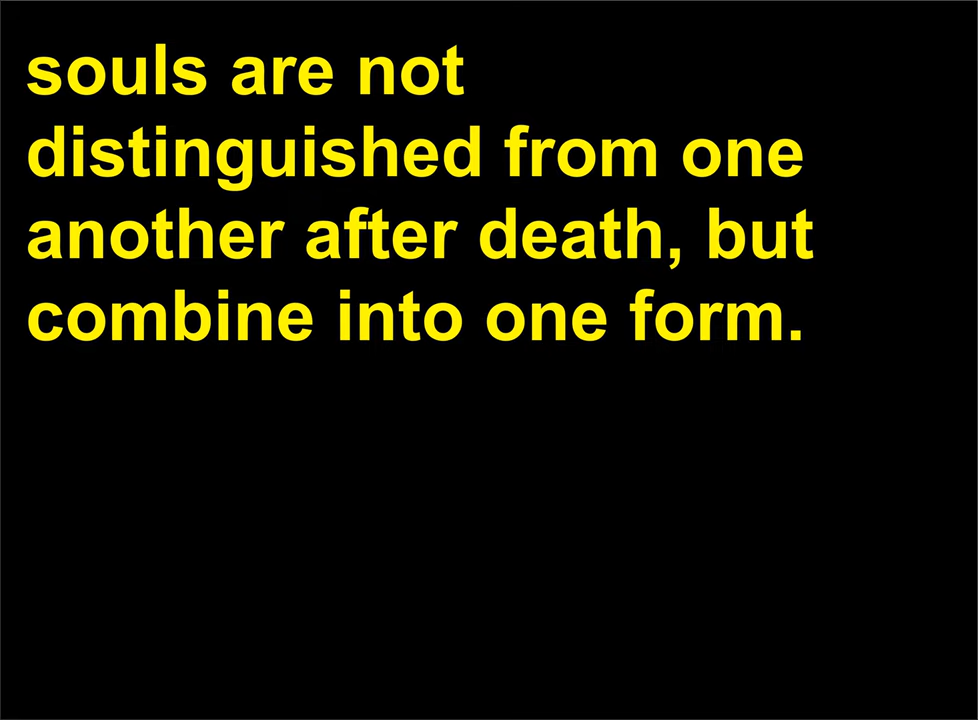 souls are not
distinguished from one
another after death, but
combine into one form.